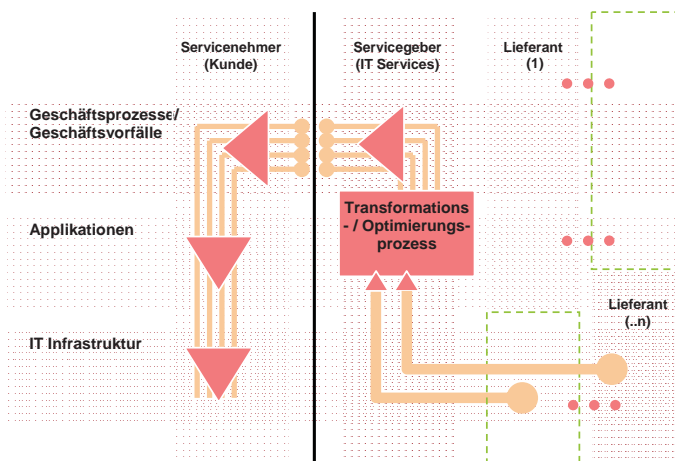 Servicenehmer
(Kunde)
Servicegeber
(IT Services)
Lieferant
(1)
Geschäftsprozesse/
Geschäftsvorfälle
Transformations
- / Optimierungs-
prozess
Applikationen
Lieferant
(..n)
IT Infrastruktur